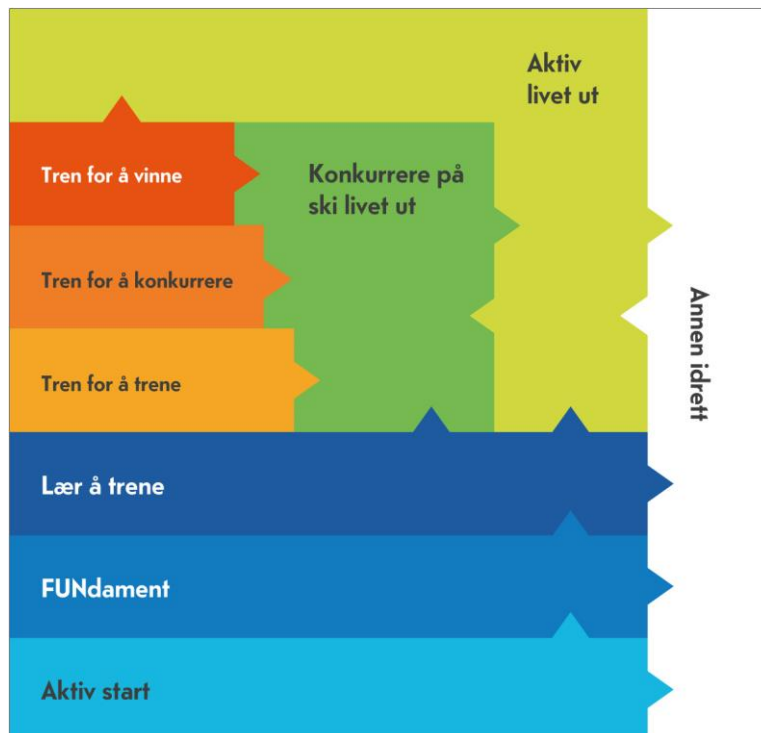 Aktiv
livet ut
Tren for å vinne
Konkurrere på
ski livet ut
Tren for å konkurrere
Annen idrett
Tren for å trene
Lær å trene
FUNdament
Aktiv start